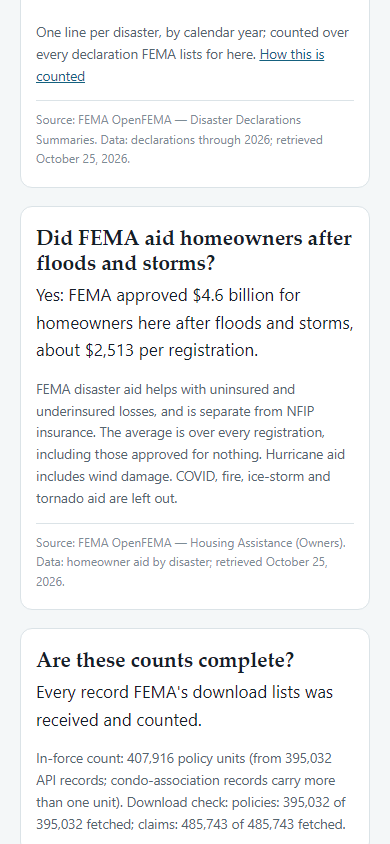 One line per disaster, by calendar year; counted over
every declaration FEMA lists for here. How this is
counted
Source: FEMA OpenFEMA — Disaster Declarations
Summaries. Data: declarations through 2026; retrieved
October 25, 2026.
Did FEMA aid homeowners after
floods and storms?
Yes: FEMA approved $4.6 billion for
homeowners here after floods and storms,
about $2,513 per registration.
FEMA disaster aid helps with uninsured and
underinsured losses, and is separate from NFIP
insurance. The average is over every registration,
including those approved for nothing. Hurricane aid
includes wind damage. COVID, fire, ice-storm and
tornado aid are left out.
Source: FEMA OpenFEMA — Housing Assistance (Owners).
Data: homeowner aid by disaster; retrieved October 25,
2026.
Are these counts complete?
Every record FEMA's download lists was
received and counted.
In-force count: 407,916 policy units (from 395,032
API records; condo-association records carry more
than one unit). Download check: policies: 395,032 of
395,032 fetched; claims: 485,743 of 485,743 fetched.